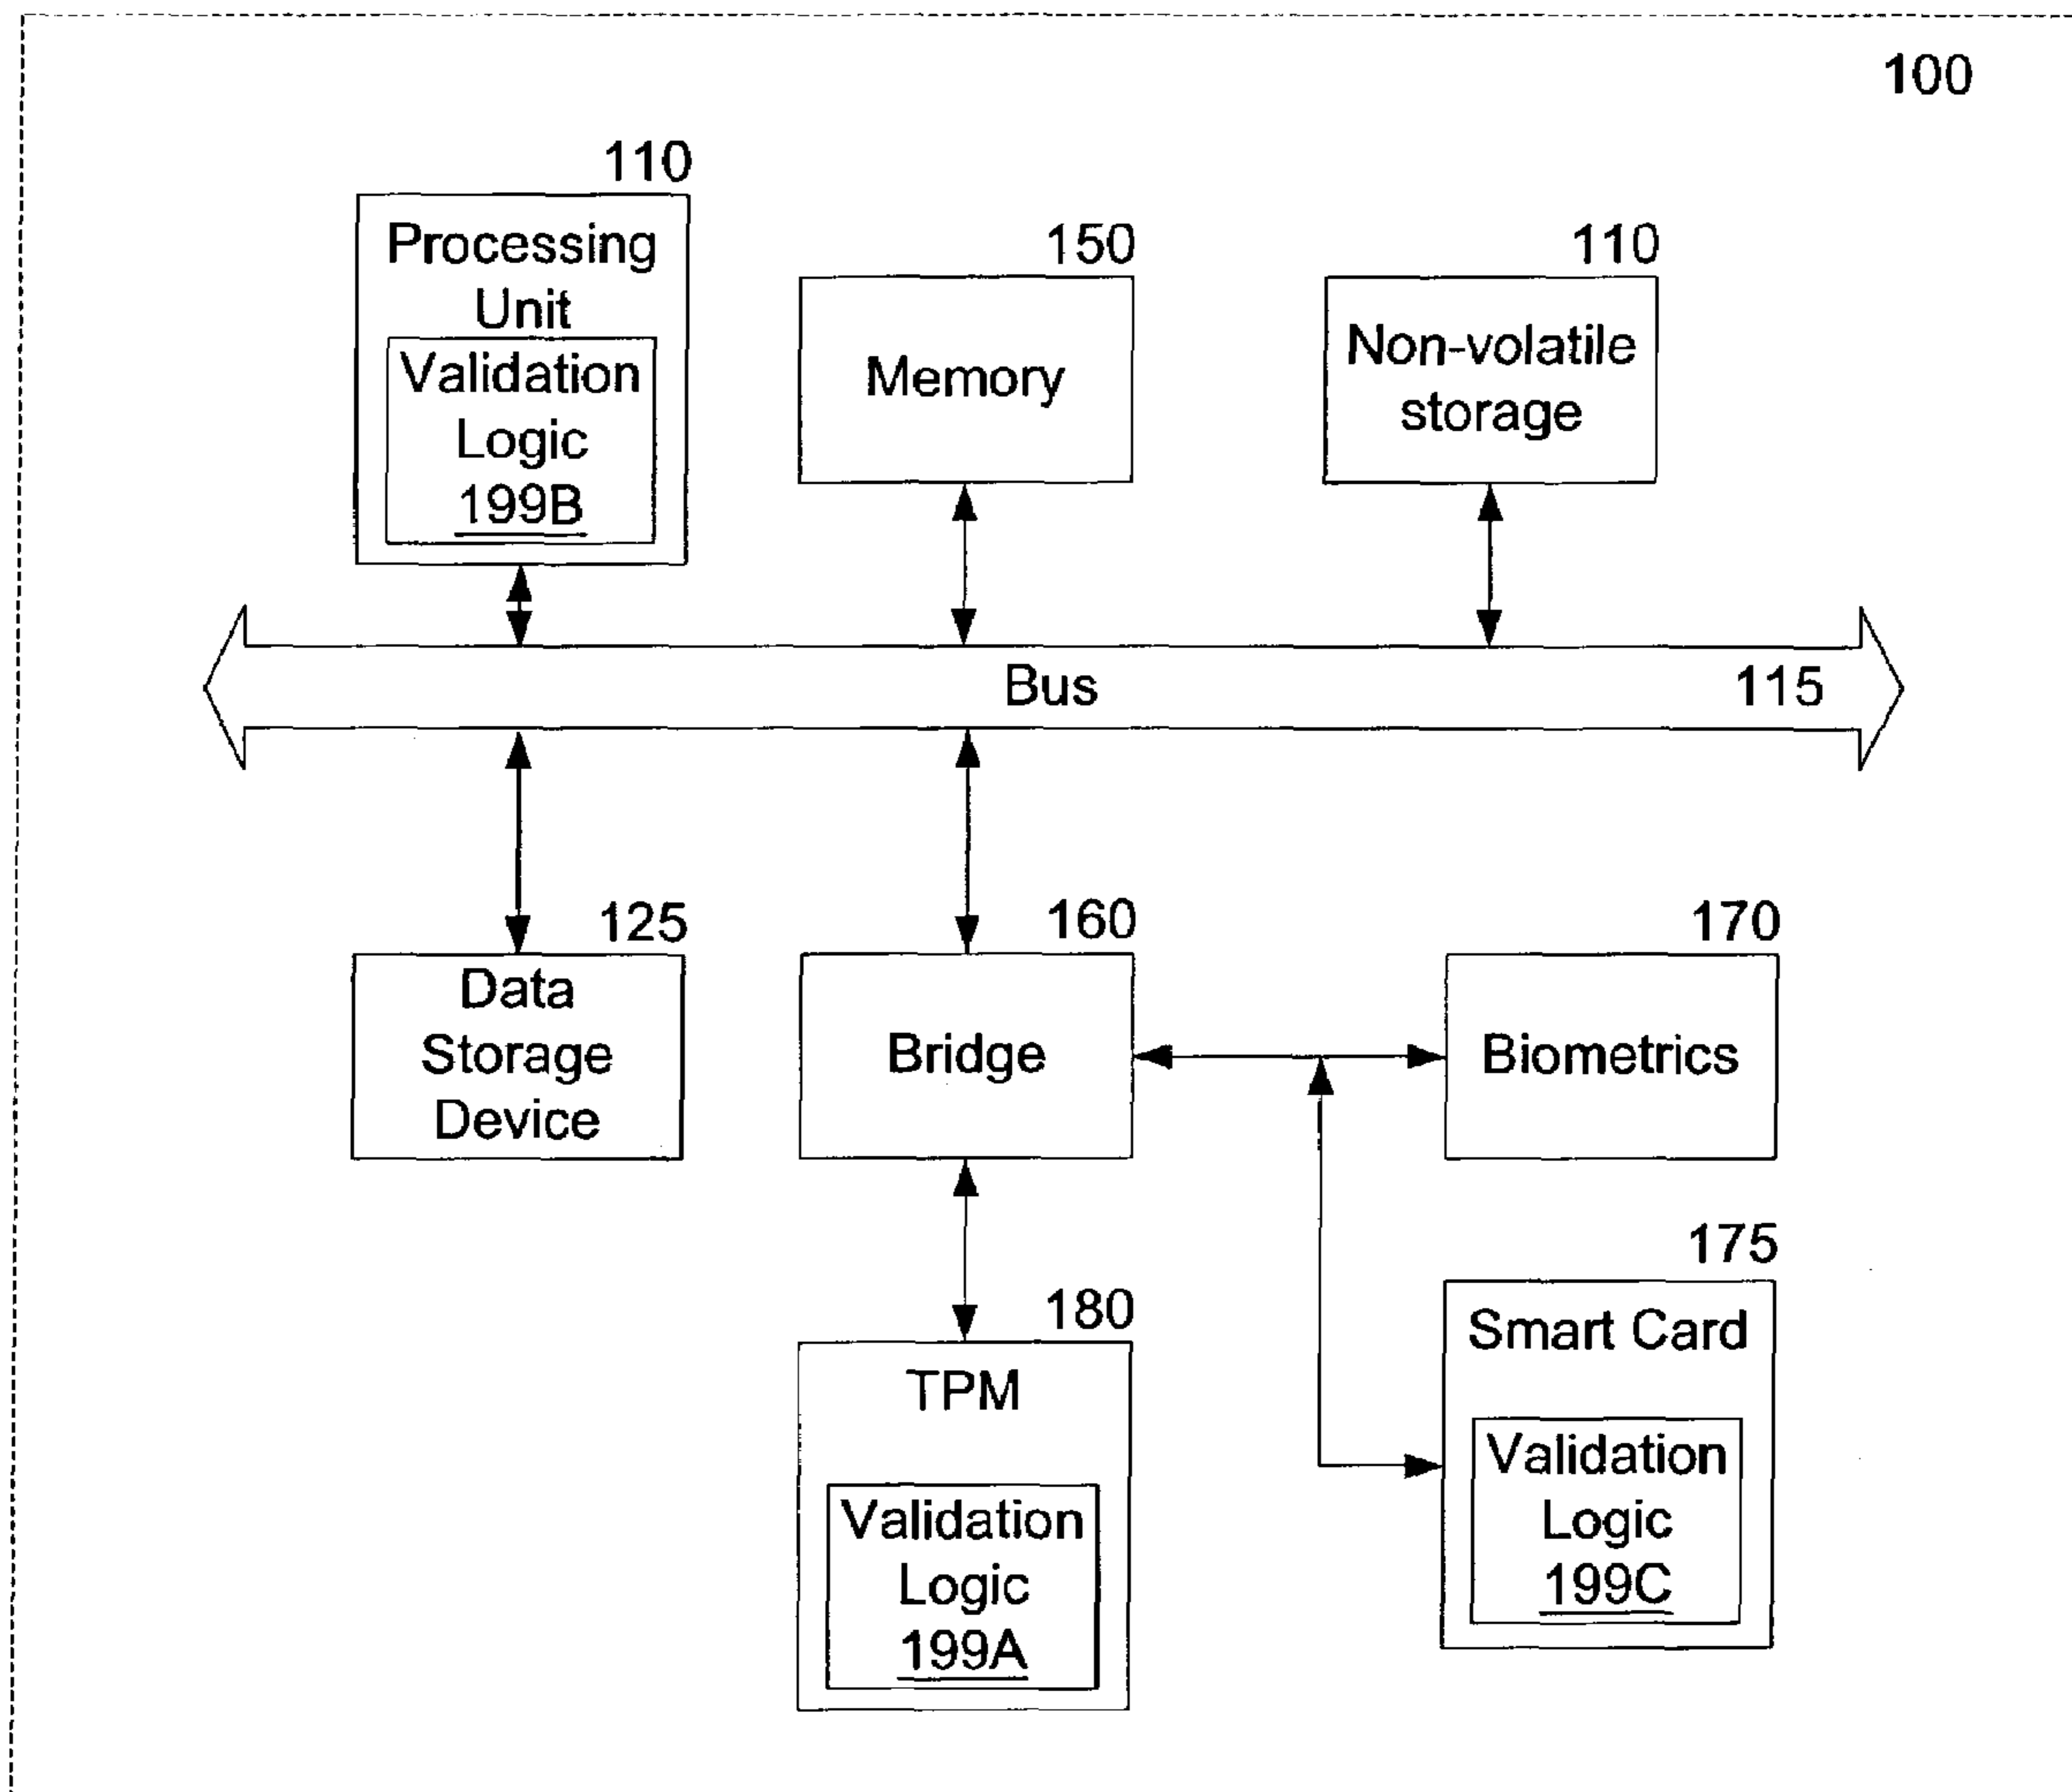 100
110
Processing
Unit
Validation
Logic
199B
150
Memory
110
Non-volatile
storage
Bus
115
125
Data
Storage
Device
160
Bridge
170
Biometrics
180
TPM
Validation
Logic
199A
175
Smart Card
Validation
Logic
199C